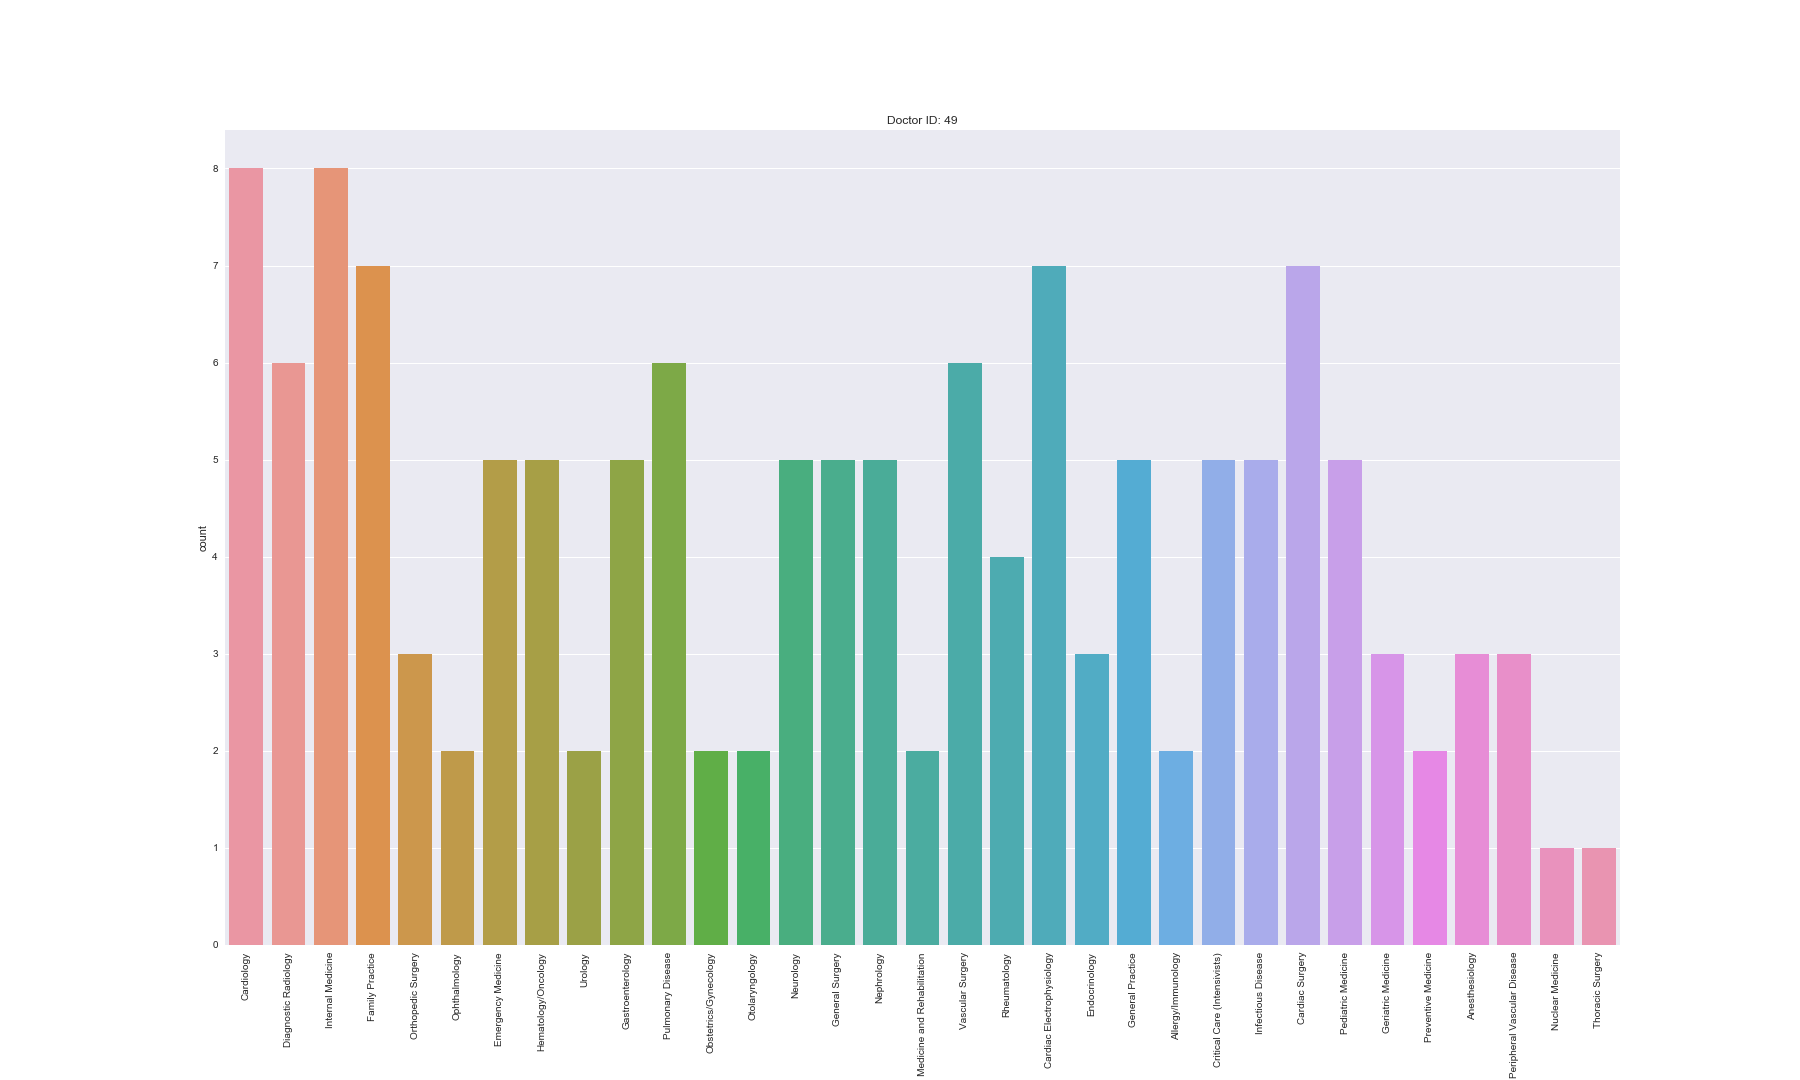 Doctor ID: 49
8
7
6
5
4
3
2
1
0
count
Cardiology
Diagnostic Radiology
Internal Medicine
Family Practice
Orthopedic Surgery
Ophthalmology
Emergency Medicine
Hematology/Oncology
Urology
Gastroenterology
Pulmonary Disease
Obstetrics/Gynecology
Otolaryngology
Neurology
General Surgery
Nephrology
Medicine and Rehabilitation
Vascular Surgery
Rheumatology
Cardiac Electrophysiology
Endocrinology
General Practice
Allergy/Immunology
Critical Care (Intensivists)
Infectious Disease
Cardiac Surgery
Pediatric Medicine
Geriatric Medicine
Preventive Medicine
Anesthesiology
Peripheral Vascular Disease
Nuclear Medicine
Thoracic Surgery